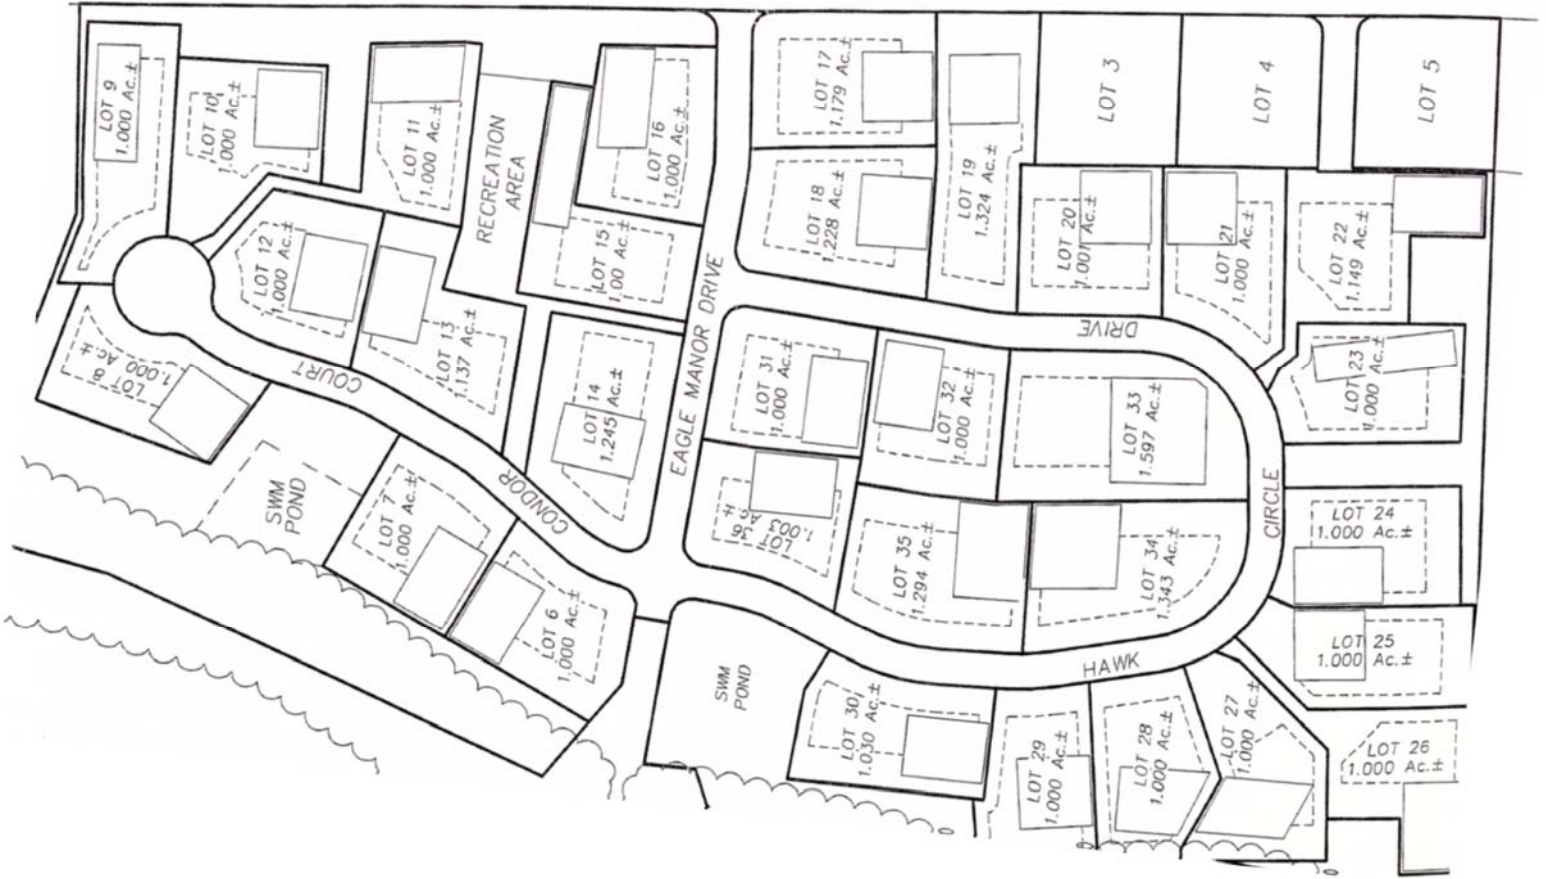 LOT 9
1.000 Ac.±
LOT 10
1.000 Ac.±
LOT 11
1.000 Ac.±
RECREATION
AREA
LOT 16
1.000 Ac.±
LOT 17
1.179 Ac.±
LOT 3
LOT 4
LOT 5
LOT 18
1.228 Ac.±
LOT 19
1.324 Ac.±
LOT 20
1.001 Ac.±
LOT 21
1.000 Ac.±
LOT 22
1.149 Ac.±
LOT 12
1.000 Ac.±
LOT 15
1.00 Ac.±
LOT 13
1.137 Ac.±
LOT 8
1.000 Ac.±
COURT
EAGLE MANOR DRIVE
DRIVE
LOT 14
1.245 Ac.±
LOT 31
1.000 Ac.±
LOT 32
1.000 Ac.±
LOT 33
1.597 Ac.±
LOT 23
1.000 Ac.±
SWM
POND
LOT 7
1.000 Ac.±
CONDOR
LOT
1.003
CIRCLE
LOT 24
1.000 Ac.±
LOT 35
1.294 Ac.±
LOT 34
1.343 Ac.±
LOT 6
1.000 Ac.±
LOT 25
1.000 Ac.±
HAWK
SWM
POND
LOT 30
1.030 Ac.±
LOT 29
1.000 Ac.±
LOT 28
1.000 Ac.±
LOT 27
1.000 Ac.±
LOT 26
1.000 Ac.±